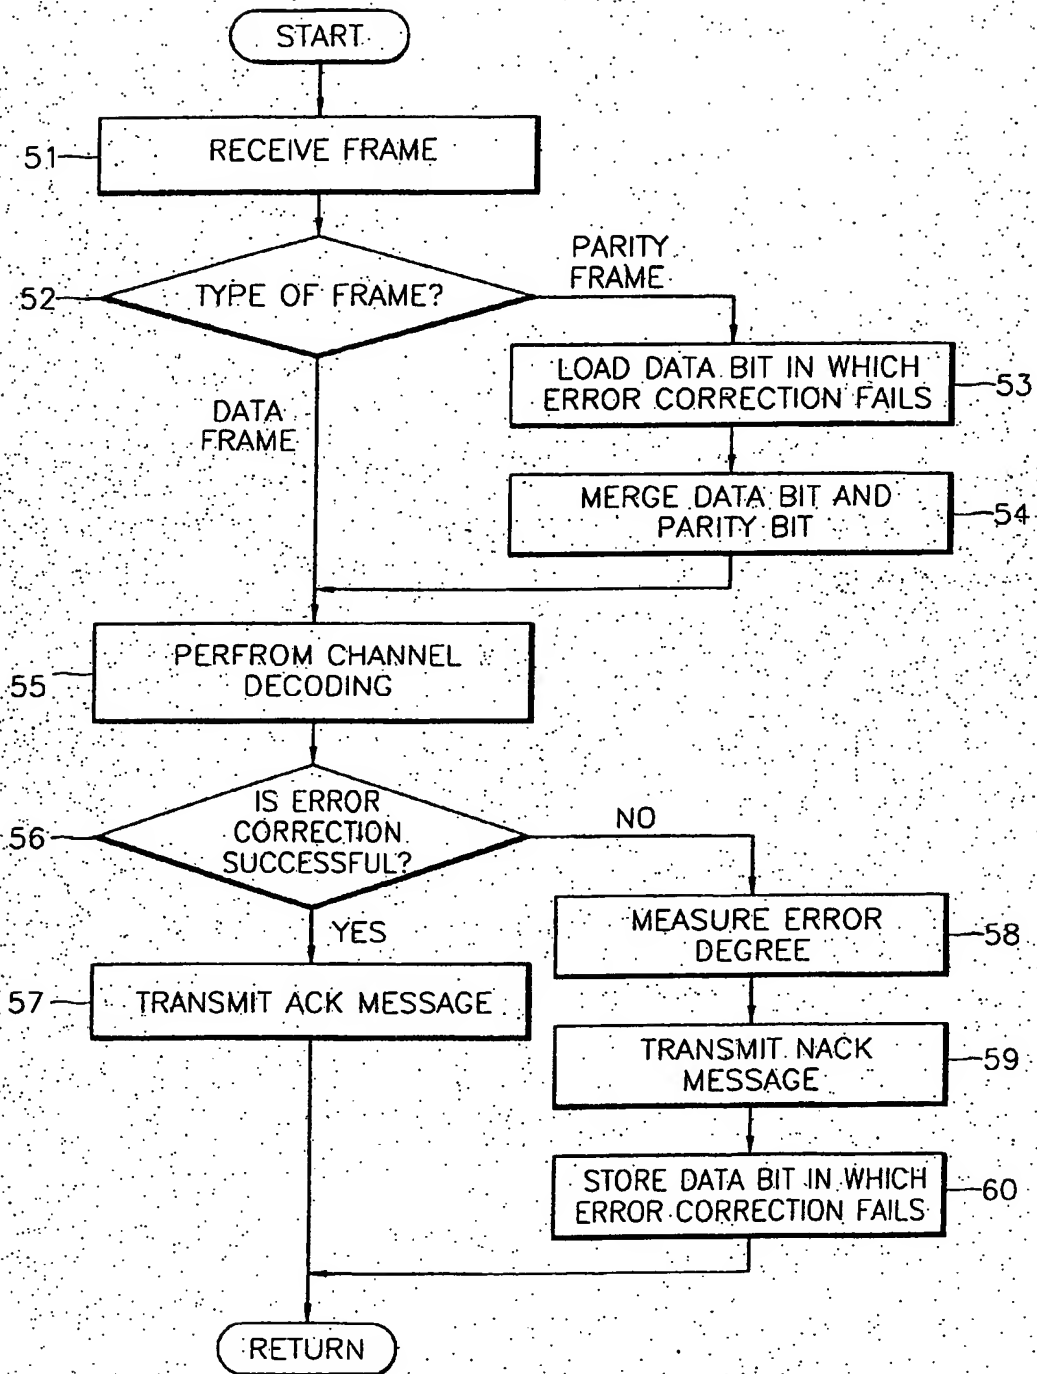 START
51
RECEIVE FRAME
52
TYPE OF FRAME?
PARITY
FRAME
LOAD DATA BIT IN WHICH
ERROR CORRECTION FAILS
53
DATA
FRAME
MERGE DATA BIT AND
PARITY BIT
54
55
PERFROM CHANNEL
DECODING
56
IS ERROR
CORRECTION
SUCCESSFUL?
NO
YES
MEASURE ERROR
DEGREE
58
57
TRANSMIT ACK MESSAGE
TRANSMIT NACK
MESSAGE
59
STORE DATA BIT IN WHICH
ERROR CORRECTION FAILS
60
RETURN